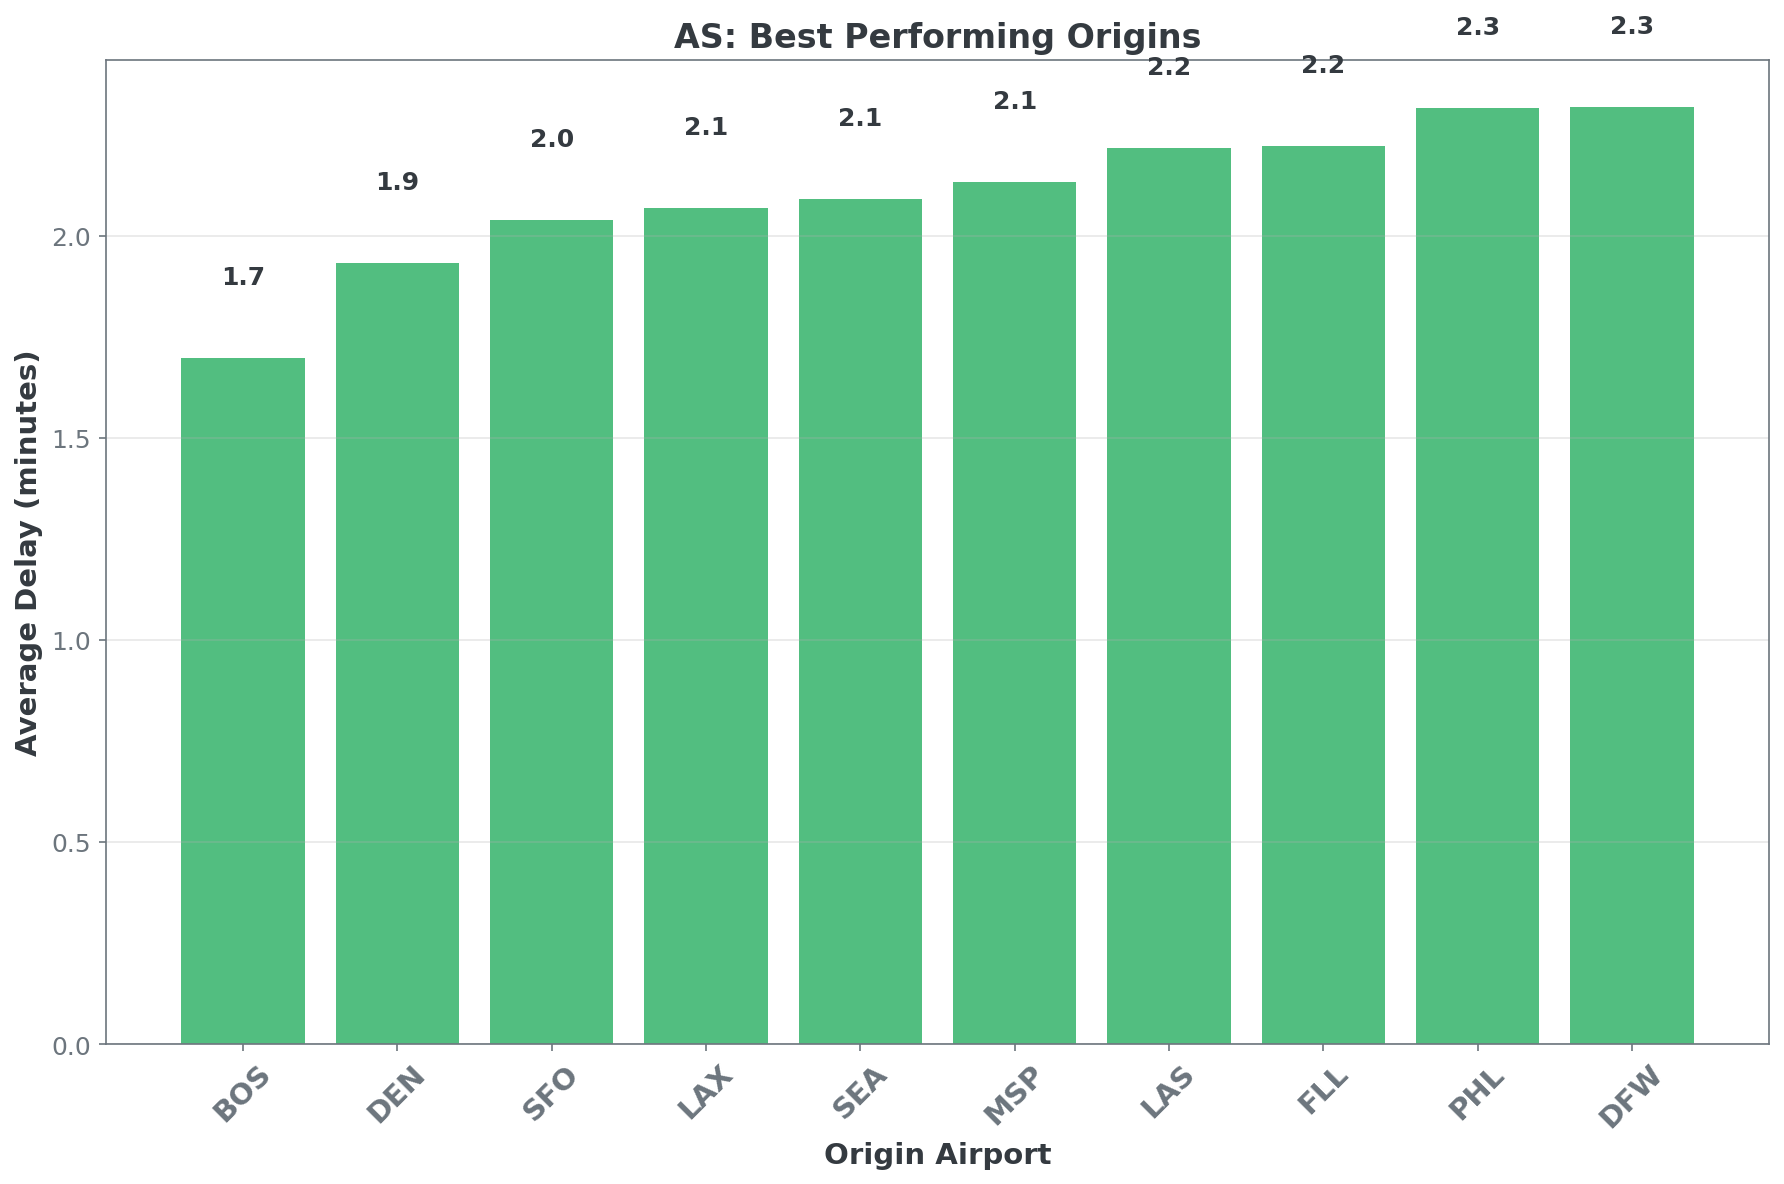 AS: Best Performing Origins
2.3
2.3
2.2
2.2
2.1
2.1
2.1
2.0
1.9
1.7
Average Delay (minutes)
2.0
1.5
1.0
0.5
0.0
BOS
DEN
SFO
LAX
SEA
MSP
LAS
FLL
PHL
DFW
Origin Airport